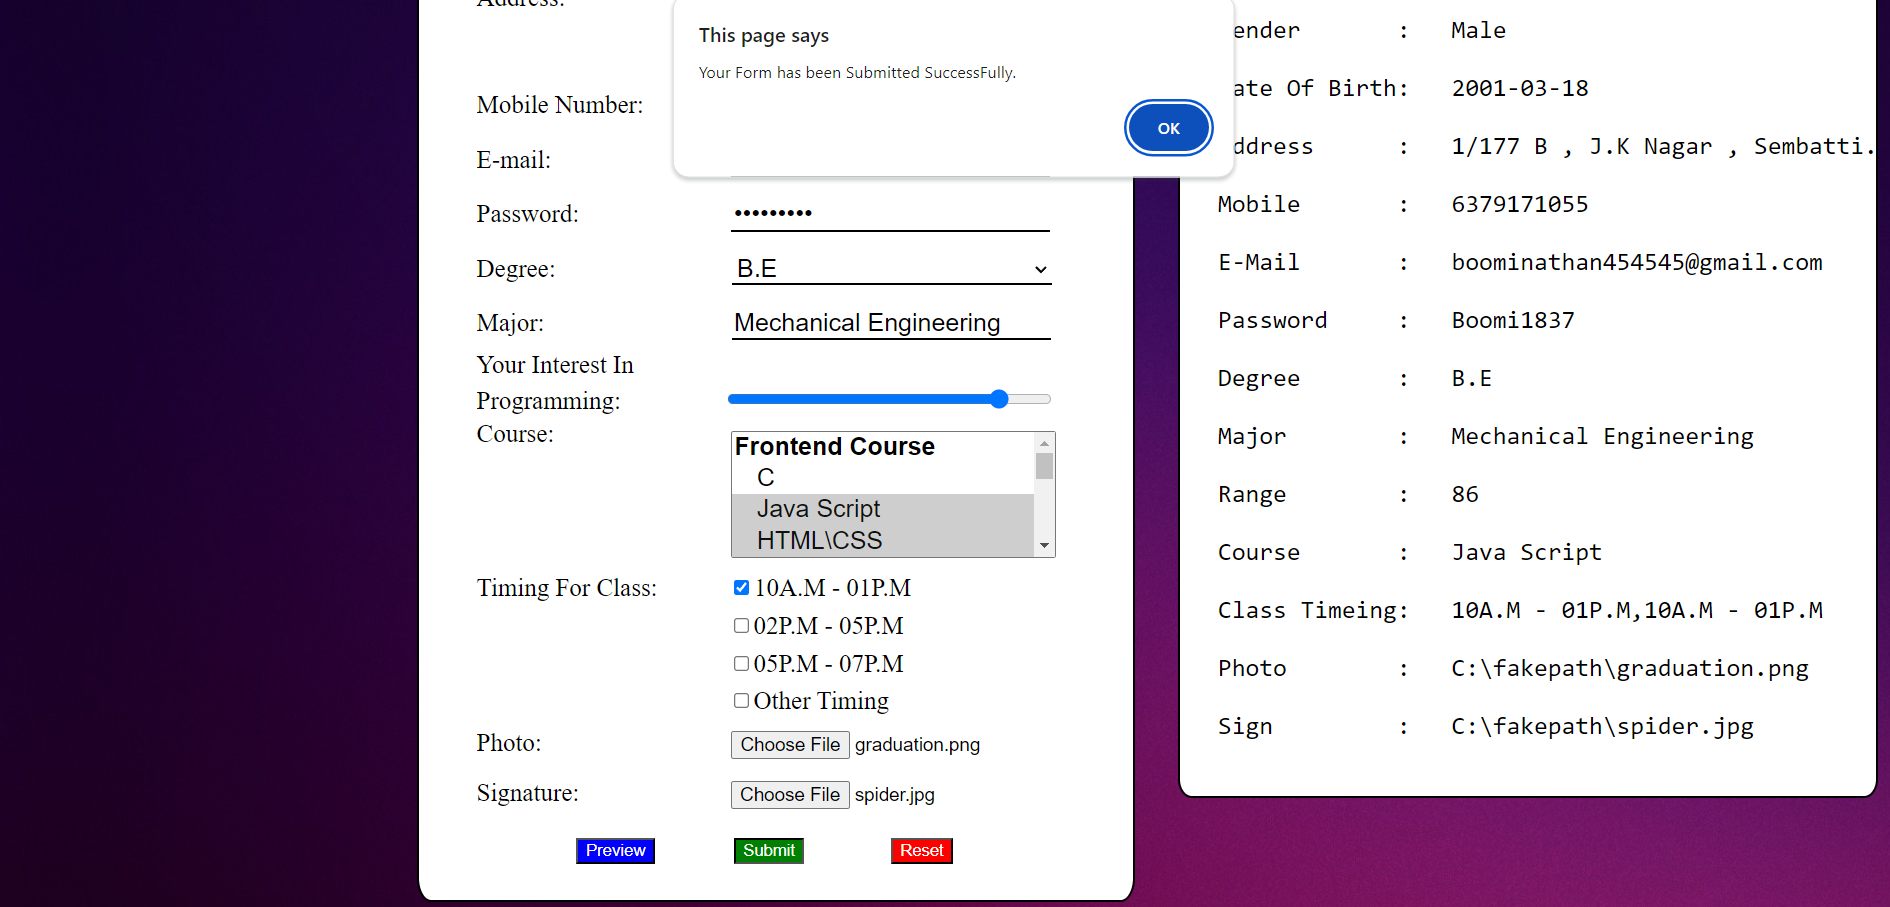 Address:
This page says
Your Form has been Submitted SuccessFully.
OK
Mobile Number:
E-mail:
Password: •••••••••
Degree: B.E
Major: Mechanical Engineering
Your Interest In
Programming:
Course:
Frontend Course
C
Java Script
HTML\CSS
Timing For Class: 10A.M - 01P.M
02P.M - 05P.M
05P.M - 07P.M
Other Timing
Photo: Choose File graduation.png
Signature: Choose File spider.jpg
Preview Submit Reset
ender : Male
ate Of Birth: 2001-03-18
ddress : 1/177 B , J.K Nagar , Sembatti.
Mobile : 6379171055
E-Mail : boominathan454545@gmail.com
Password : Boomi1837
Degree : B.E
Major : Mechanical Engineering
Range : 86
Course : Java Script
Class Timeing: 10A.M - 01P.M,10A.M - 01P.M
Photo : C:\fakepath\graduation.png
Sign : C:\fakepath\spider.jpg